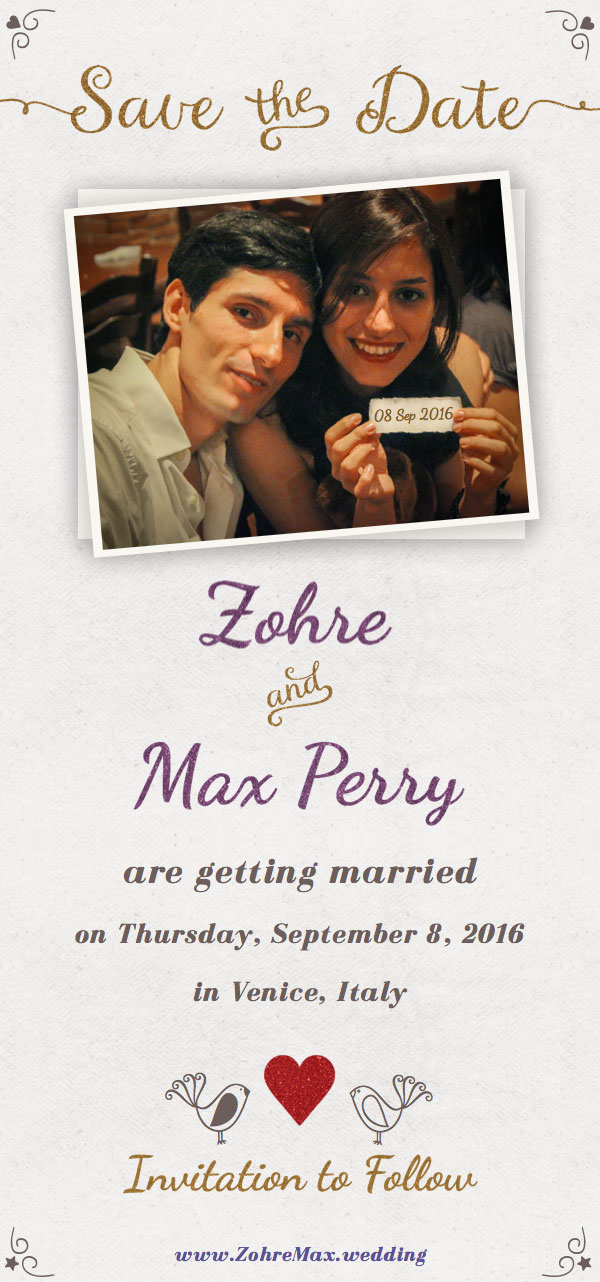 Save the Date
08 Sep 2016
Zohre
and
Max Perry
are getting married
on Thursday, September 8, 2016
in Venice, Italy
Invitation to Follow
www.ZohreMax.wedding